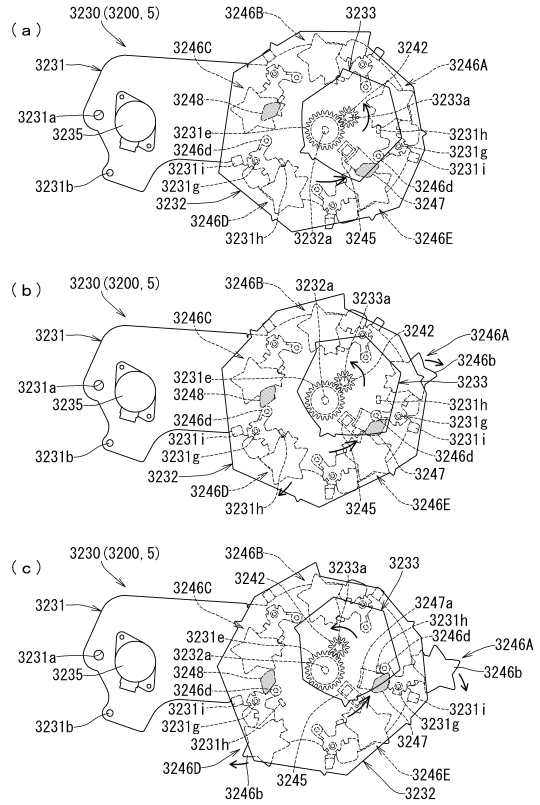 (a)
3230(3200,5)
3246B
3233
3246C
3242
3231
3246A
3248
3233a
3231a
3235
3231e
3231h
3246d
3231g
3231i
3231i
3246d
3231b
3231g
3247
3232
3246D
3246E
3231h
3232a
3245
(b)
3230(3200,5)
3246B
3232a
3233a
3246C
3242
3231
3246A
3246b
3231a
3231e
3233
3248
3235
3231h
3246d
3231g
3231i
3231i
3231b
3231g
3246d
3232
3247
3246D
3246E
3231h
3245
(c)
3230(3200,5)
3246B
3233a
3233
3242
3246C
3247a
3231
3231h
3246d
3231e
3246A
3231a
3232a
3246b
3235
3248
3246d
3231i
3231i
3231b
3231g
3231g
3231h
3247
3246D
3245
3246E
3246b
3232